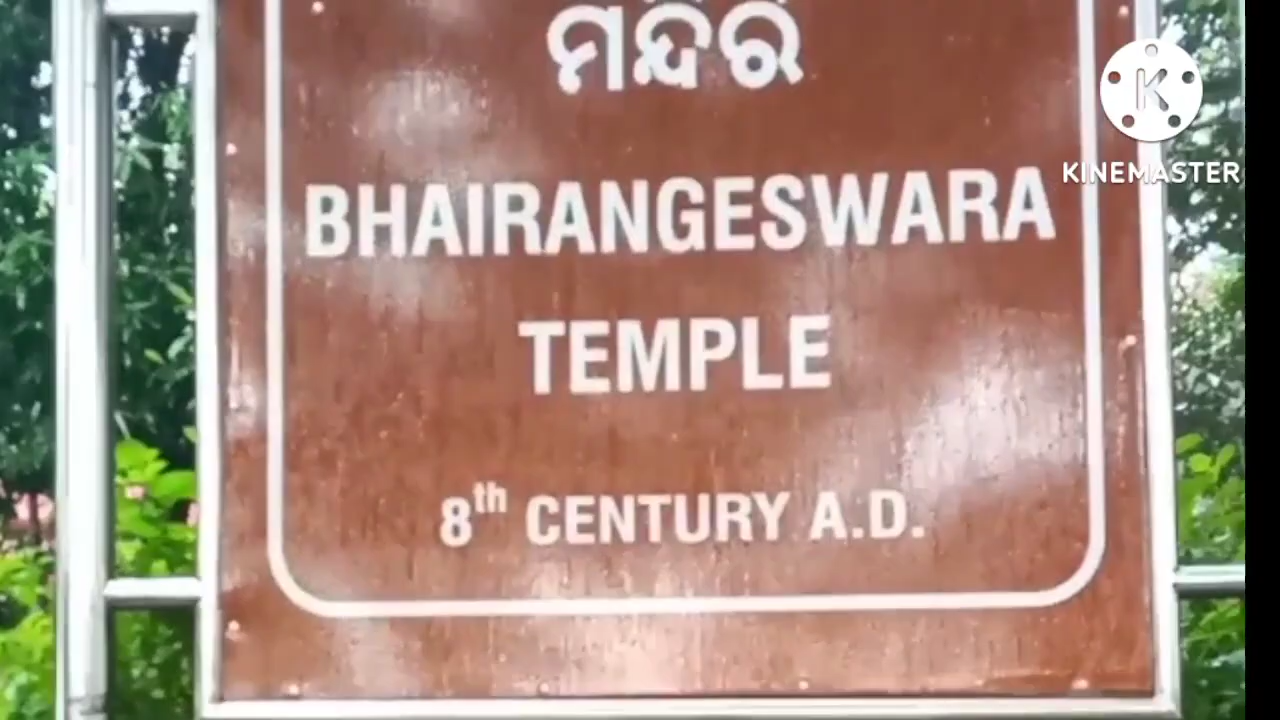 ମନ୍ଦିର
BHAIRANGESWARA
TEMPLE
8th CENTURY A.D.
K
KINEMASTER